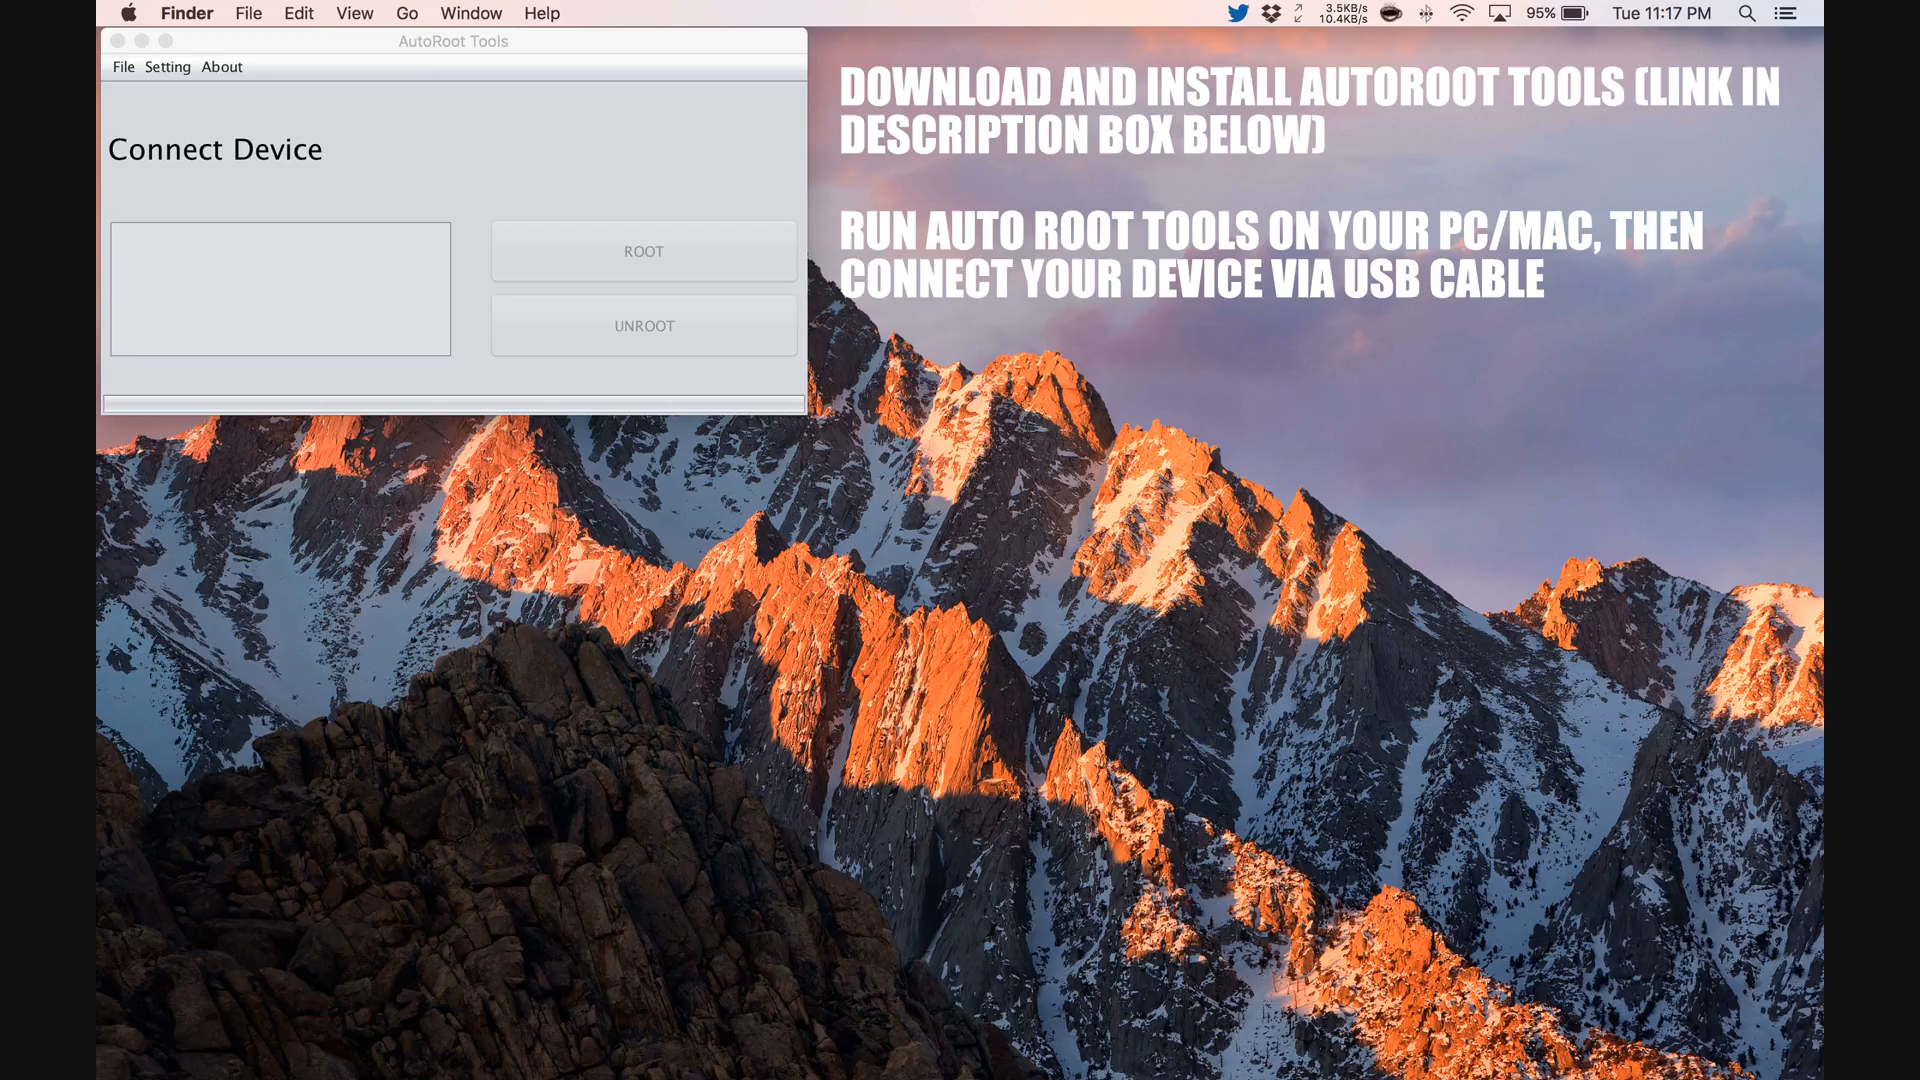 Finder File Edit View Go Window Help 3.5KB/s 95% Tue 11:17 PM
10.4KB/s
AutoRoot Tools
File Setting About
Connect Device
ROOT
UNROOT
DOWNLOAD AND INSTALL AUTOROOT TOOLS (LINK IN
DESCRIPTION BOX BELOW)
RUN AUTO ROOT TOOLS ON YOUR PC/MAC, THEN
CONNECT YOUR DEVICE VIA USB CABLE